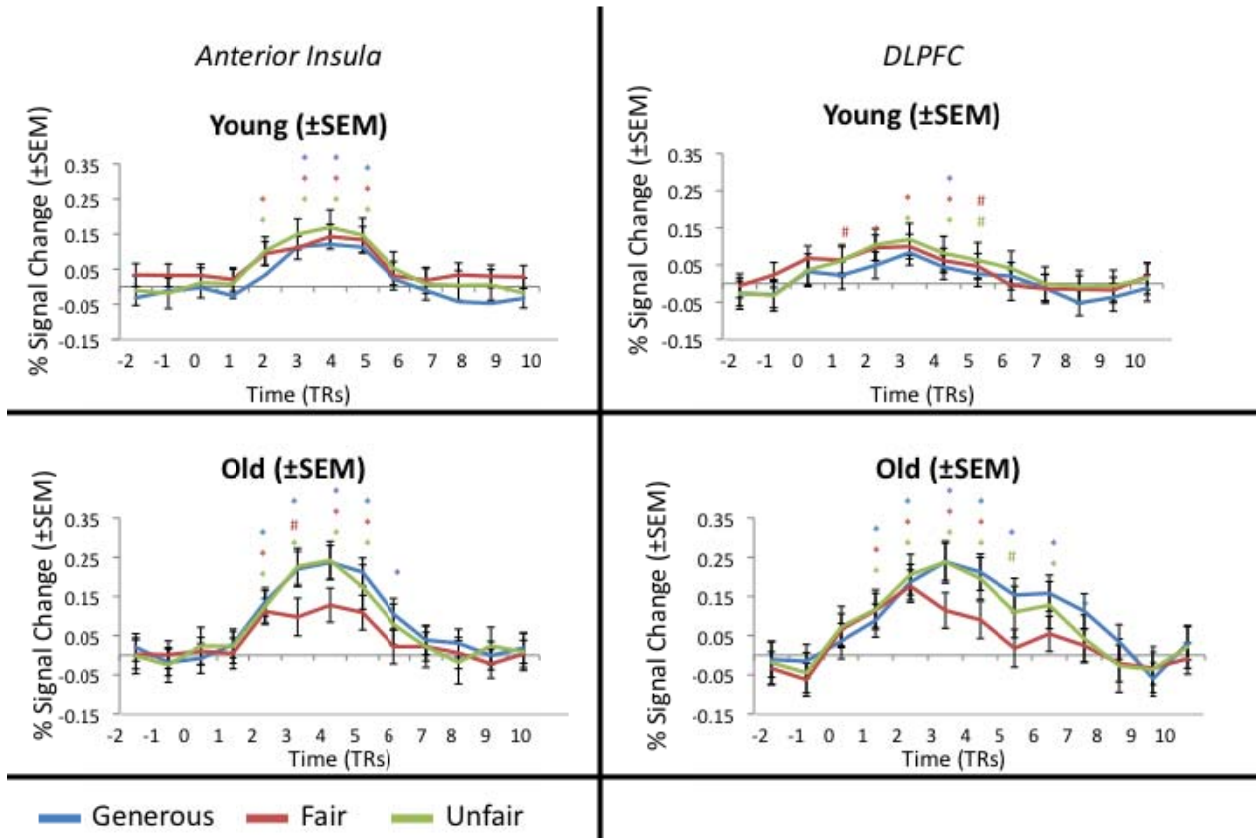 Anterior Insula
DLPFC
Young (±SEM)
% Signal Change (±SEM)
0.35
0.25
0.15
0.05
-0.05
-0.15
* * * *
* * * *
* * * *
-2 -1 0 1 2 3 4 5 6 7 8 9 10
Time (TRs)
Young (±SEM)
% Signal Change (±SEM)
0.35
0.25
0.15
0.05
-0.05
-0.15
*
# * * * #
* * #
-2 -1 0 1 2 3 4 5 6 7 8 9 10
Time (TRs)
Old (±SEM)
% Signal Change (±SEM)
0.35
0.25
0.15
0.05
-0.05
-0.15
* * * *
* # * *
* * * * *
-2 -1 0 1 2 3 4 5 6 7 8 9 10
Time (TRs)
Old (±SEM)
% Signal Change (±SEM)
0.35
0.25
0.15
0.05
-0.05
-0.15
* * * *
* * * * * *
* * * * # *
-2 -1 0 1 2 3 4 5 6 7 8 9 10
Time (TRs)
Generous Fair Unfair